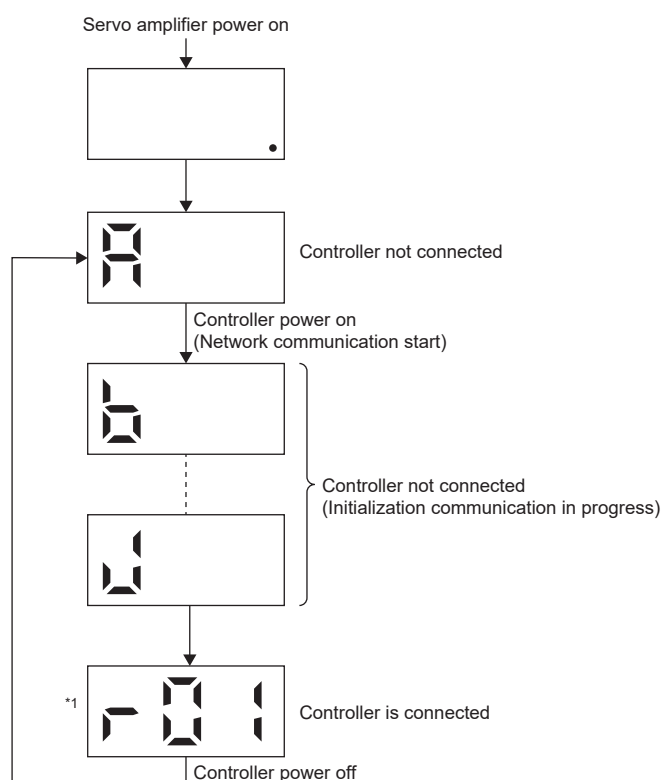 Servo amplifier power on
A
Controller not connected
Controller power on
(Network communication start)
b
Controller not connected
(Initialization communication in progress)
J
*1
r01
Controller is connected
Controller power off